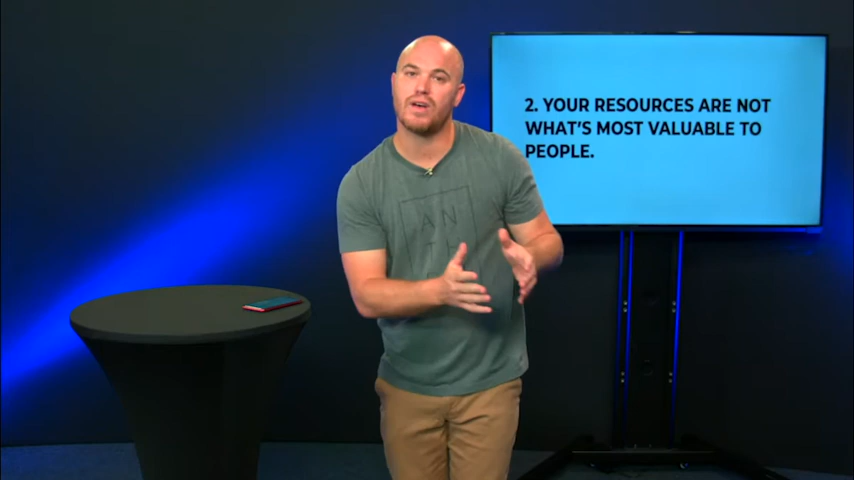 2. YOUR RESOURCES ARE NOT
WHAT'S MOST VALUABLE TO
PEOPLE.
A N